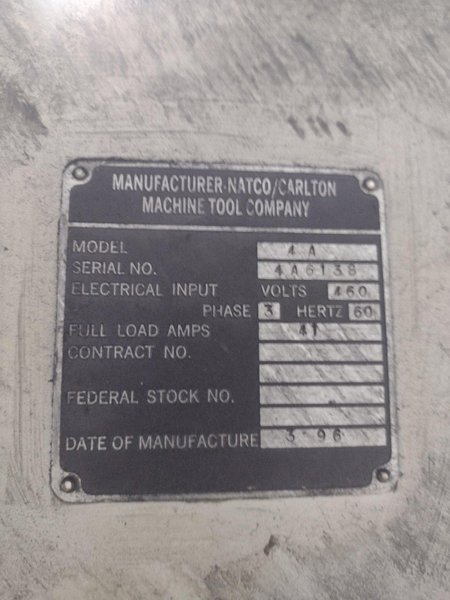 MANUFACTURER-NATCO/CARLTON
MACHINE TOOL COMPANY
MODEL 4A
SERIAL NO. 4A6138
ELECTRICAL INPUT VOLTS 460
PHASE 3 HERTZ 60
FULL LOAD AMPS 41
CONTRACT NO.
FEDERAL STOCK NO.
DATE OF MANUFACTURE 3-96